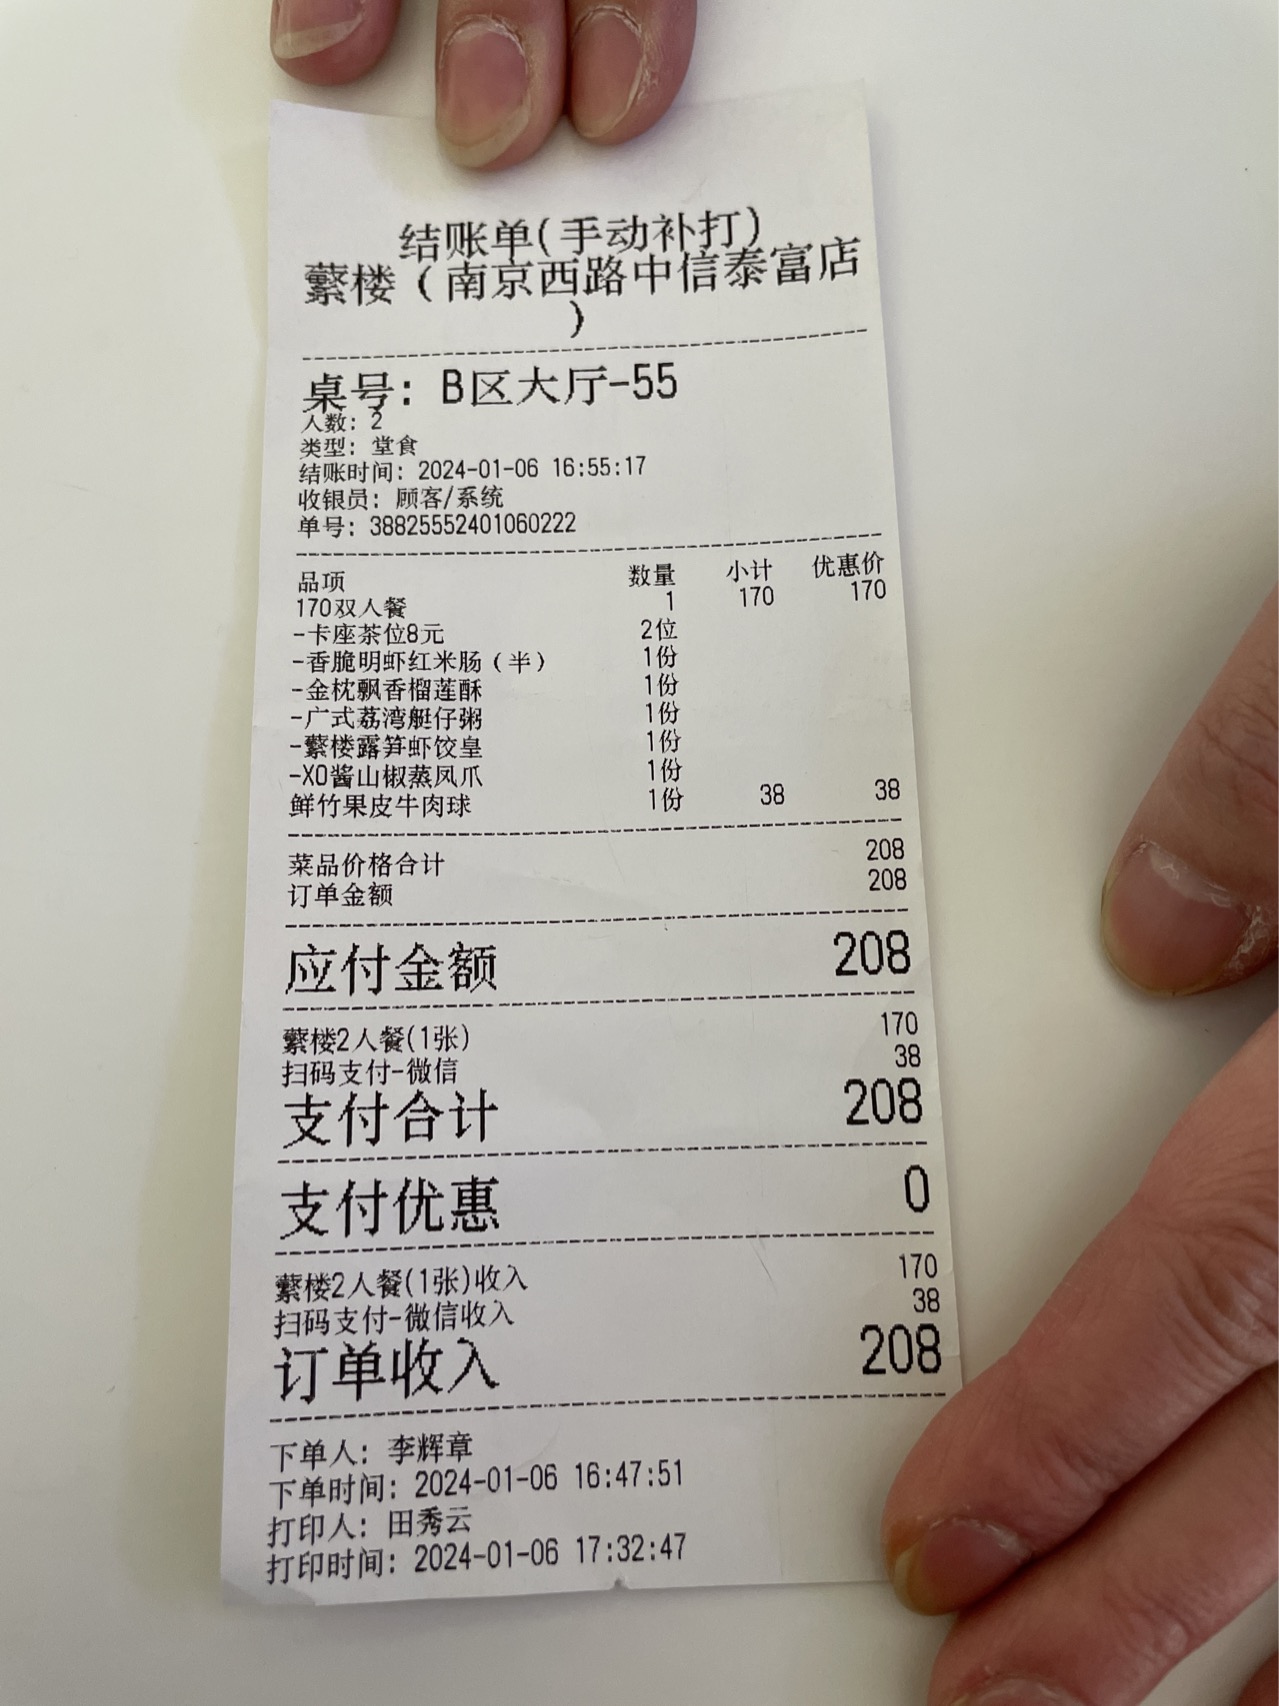 结账单(手动补打)
蘩楼（南京西路中信泰富店
）
桌号: B区大厅-55
人数: 2
类型: 堂食
结账时间: 2024-01-06 16:55:17
收银员: 顾客/系统
单号: 38825552401060222
品项 数量 小计 优惠价
170双人餐 1 170 170
-卡座茶位8元 2位
-香脆明虾红米肠（半） 1份
-金枕飘香榴莲酥 1份
-广式荔湾艇仔粥 1份
-蘩楼露笋虾饺皇 1份
-XO酱山椒蒸凤爪 1份
鲜竹果皮牛肉球 1份 38 38
菜品价格合计 208
订单金额 208
应付金额 208
蘩楼2人餐(1张) 170
扫码支付-微信 38
支付合计 208
支付优惠 0
蘩楼2人餐(1张)收入 170
扫码支付-微信收入 38
订单收入 208
下单人: 李辉章
下单时间: 2024-01-06 16:47:51
打印人: 田秀云
打印时间: 2024-01-06 17:32:47